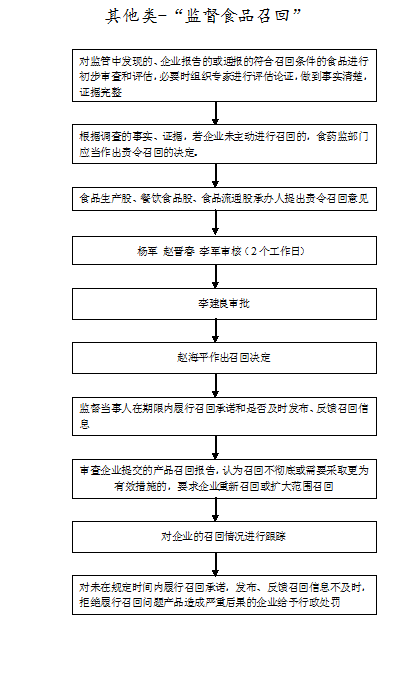 其他类-“监督食品召回”
对监管中发现的、企业报告的或通报的符合召回条件的食品进行
初步审查和评估，必要时组织专家进行评估论证，做到事实清楚，
证据完整
根据调查的事实、证据，若企业未主动进行召回的，食药监部门
应当作出责令召回的决定。
食品生产股、餐饮食品股、食品流通股承办人提出责令召回意见
杨军 赵晋春 李军审核（2个工作日）
李建良审批
赵海平作出召回决定
监督当事人在期限内履行召回承诺和是否及时发布、反馈召回信
息
审查企业提交的产品召回报告，认为召回不彻底或需要采取更为
有效措施的，要求企业重新召回或扩大范围召回
对企业的召回情况进行跟踪
对未在规定时间内履行召回承诺，发布、反馈召回信息不及时，
拒绝履行召回问题产品造成严重后果的企业给予行政处罚